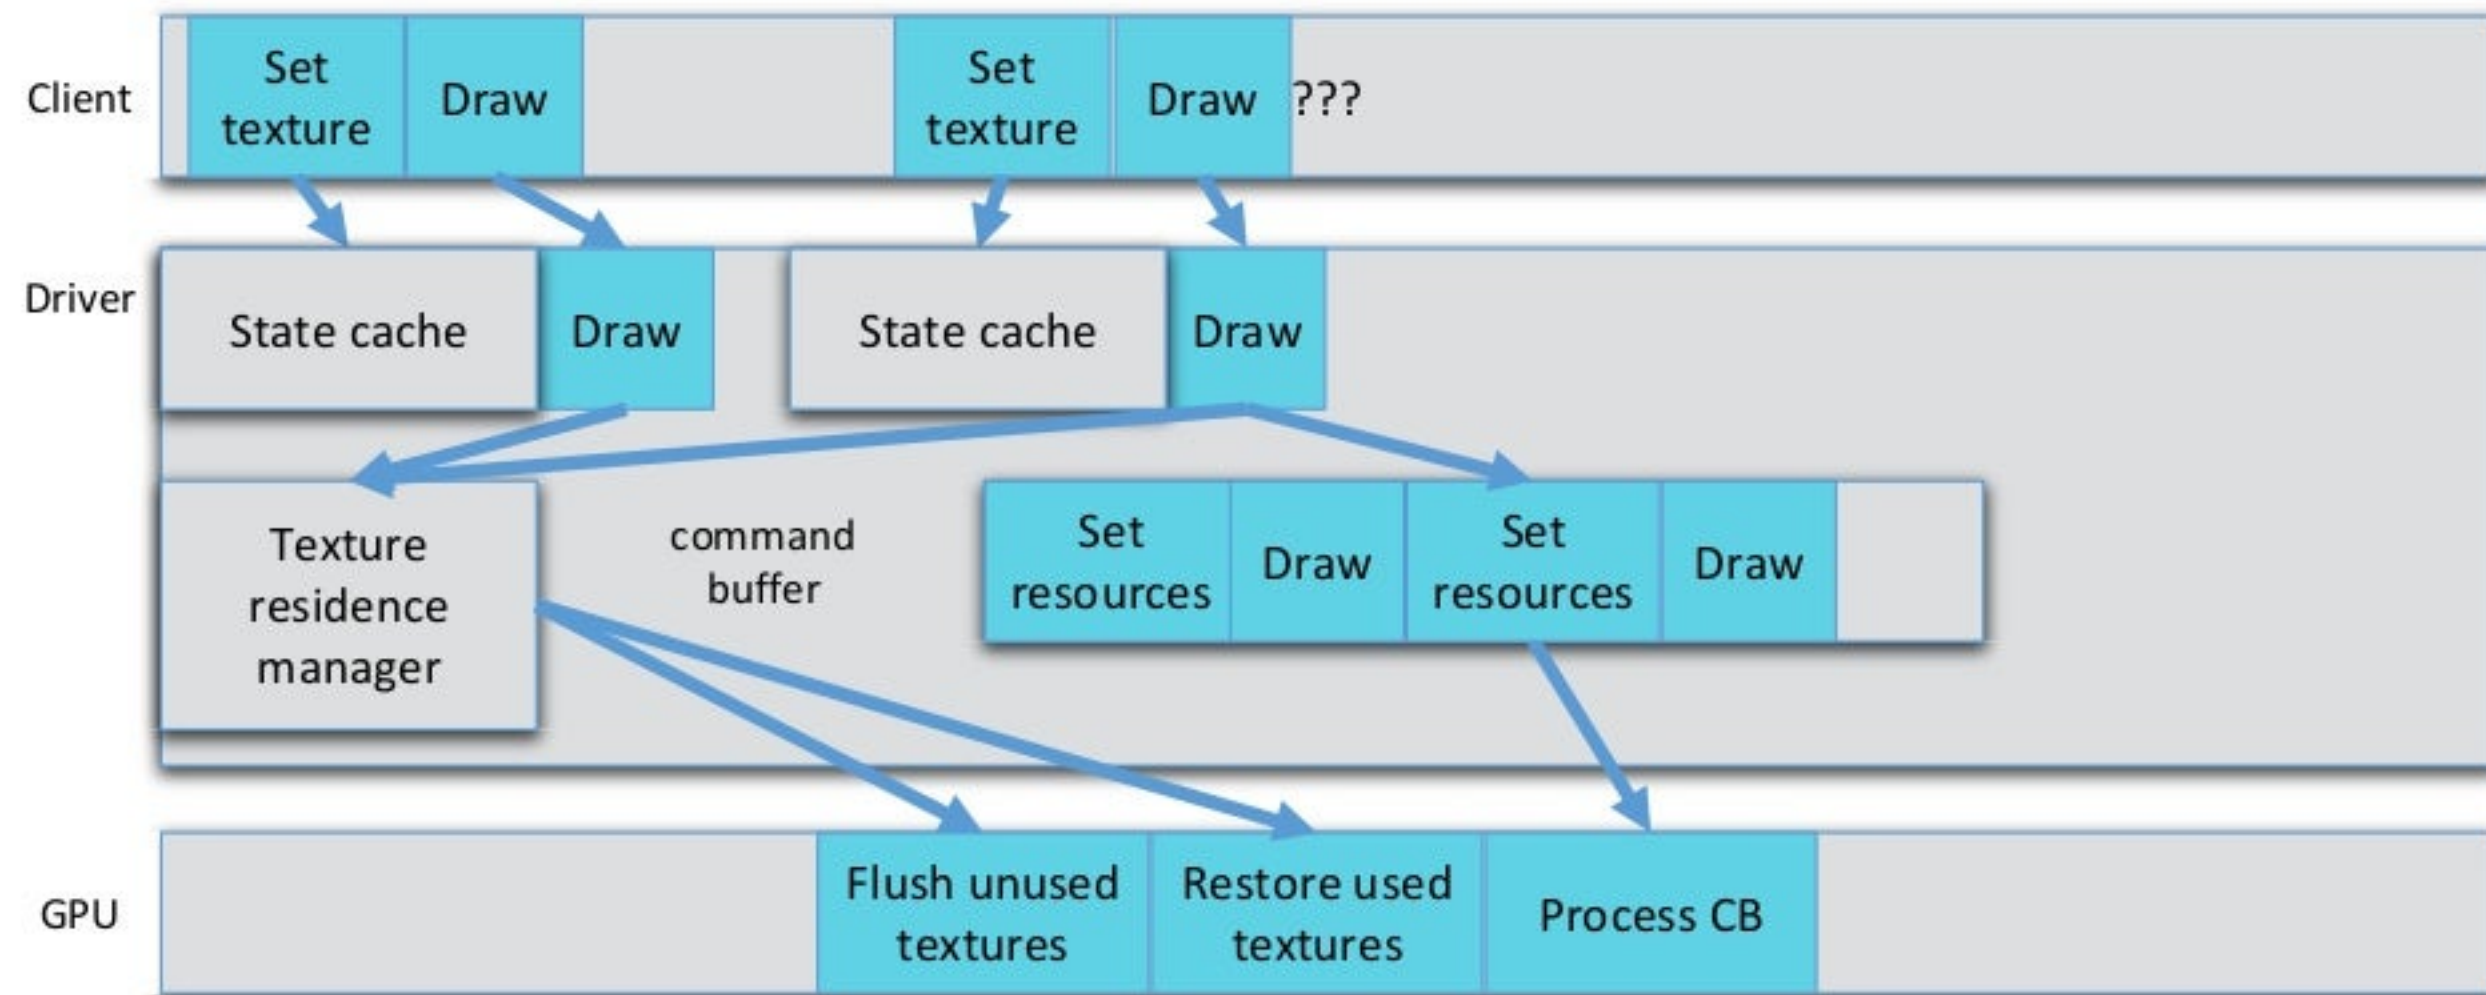 Client
Set
texture
Draw
Set
texture
Draw
???
Driver
State cache
Draw
State cache
Draw
Texture
residence
manager
command
buffer
Set
resources
Draw
Set
resources
Draw
GPU
Flush unused
textures
Restore used
textures
Process CB